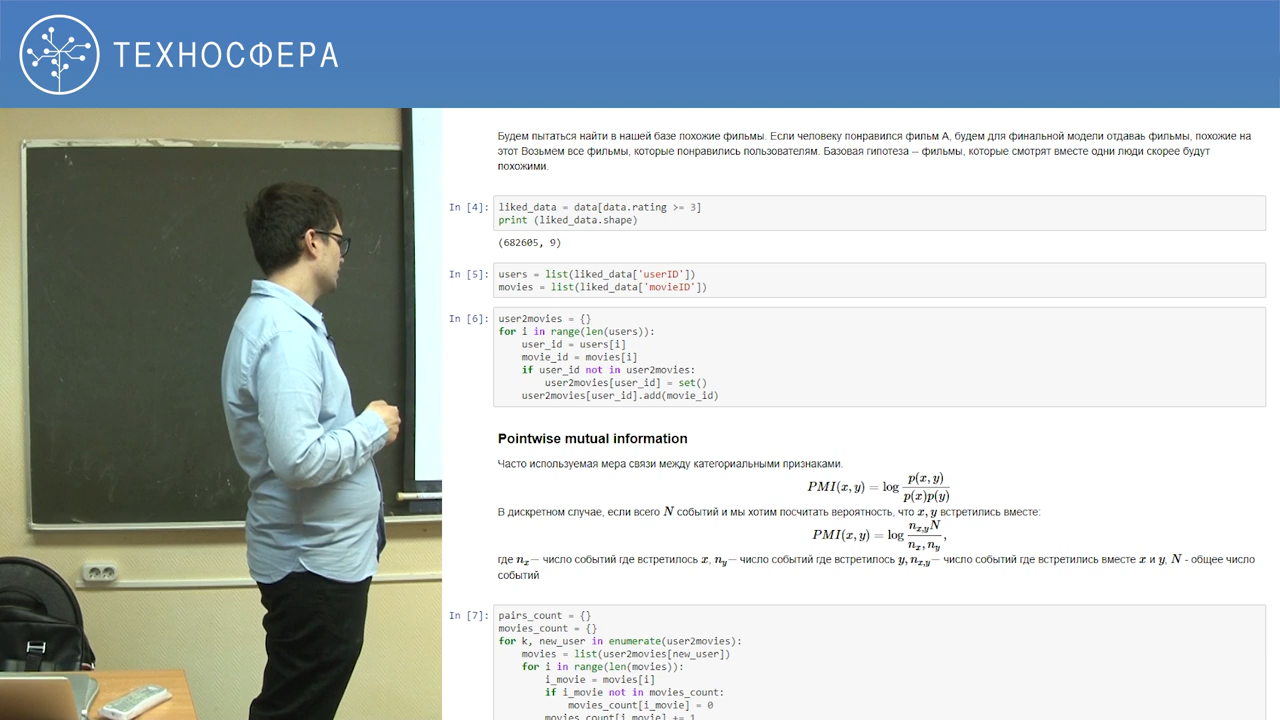 ТЕХНОСФЕРА
Будем пытаться найти в нашей базе похожие фильмы. Если человеку понравился фильм А, будем для финальной модели отдаваь фильмы, похожие на
этот Возьмем все фильмы, которые понравились пользователям. Базовая гипотеза – фильмы, которые смотрят вместе одни люди скорее будут
похожими.
In [4]: liked_data = data[data.rating >= 3]
print (liked_data.shape)
(682605, 9)
In [5]: users = list(liked_data['userID'])
movies = list(liked_data['movieID'])
In [6]: user2movies = {}
for i in range(len(users)):
user_id = users[i]
movie_id = movies[i]
if user_id not in user2movies:
user2movies[user_id] = set()
user2movies[user_id].add(movie_id)
Pointwise mutual information
Часто используемая мера связи между категориальными признаками.
PMI(x, y) = log p(x, y) / p(x)p(y)
В дискретном случае, если всего N событий и мы хотим посчитать вероятность, что x, y встретились вместе:
PMI(x, y) = log n_{x,y}N / n_x, n_y,
где n_x – число событий где встретилось x, n_y – число событий где встретилось y, n_{x,y} – число событий где встретились вместе x и y, N - общее число
событий
In [7]: pairs_count = {}
movies_count = {}
for k, new_user in enumerate(user2movies):
movies = list(user2movies[new_user])
for i in range(len(movies)):
i_movie = movies[i]
if i_movie not in movies_count:
movies_count[i_movie] = 0
movies_count[i_movie] += 1